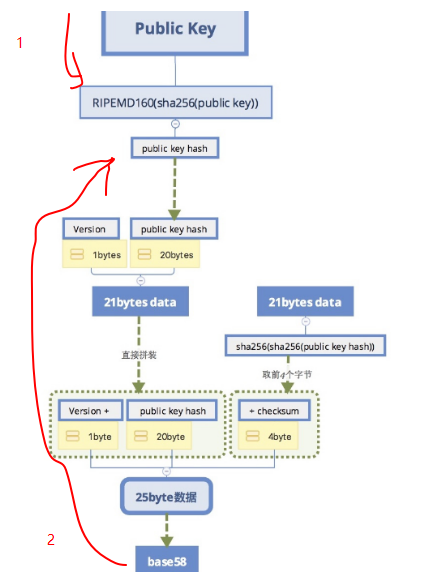 1
Public Key
RIPEMD160(sha256(public key))
public key hash
Version
public key hash
1bytes
20bytes
21bytes data
21bytes data
sha256(sha256(public key hash))
直接拼装
取前4个字节
Version +
public key hash
+ checksum
1byte
20byte
4byte
25byte数据
2
base58